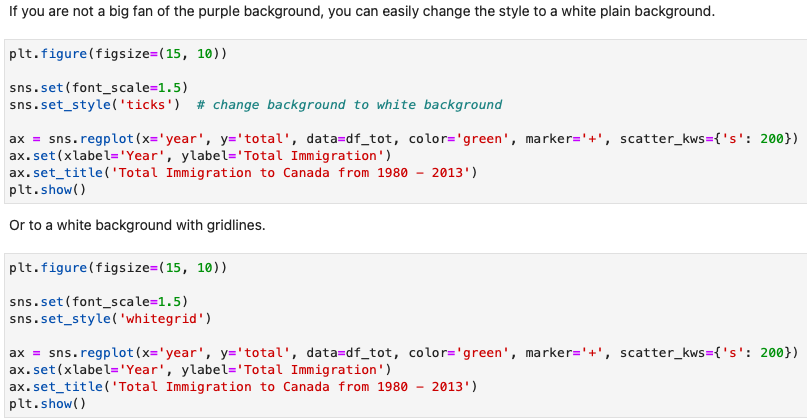 If you are not a big fan of the purple background, you can easily change the style to a white plain background.
plt.figure(figsize=(15, 10))
sns.set(font_scale=1.5)
sns.set_style('ticks')  # change background to white background
ax = sns.regplot(x='year', y='total', data=df_tot, color='green', marker='+', scatter_kws={'s': 200})
ax.set(xlabel='Year', ylabel='Total Immigration')
ax.set_title('Total Immigration to Canada from 1980 - 2013')
plt.show()
Or to a white background with gridlines.
plt.figure(figsize=(15, 10))
sns.set(font_scale=1.5)
sns.set_style('whitegrid')
ax = sns.regplot(x='year', y='total', data=df_tot, color='green', marker='+', scatter_kws={'s': 200})
ax.set(xlabel='Year', ylabel='Total Immigration')
ax.set_title('Total Immigration to Canada from 1980 - 2013')
plt.show()